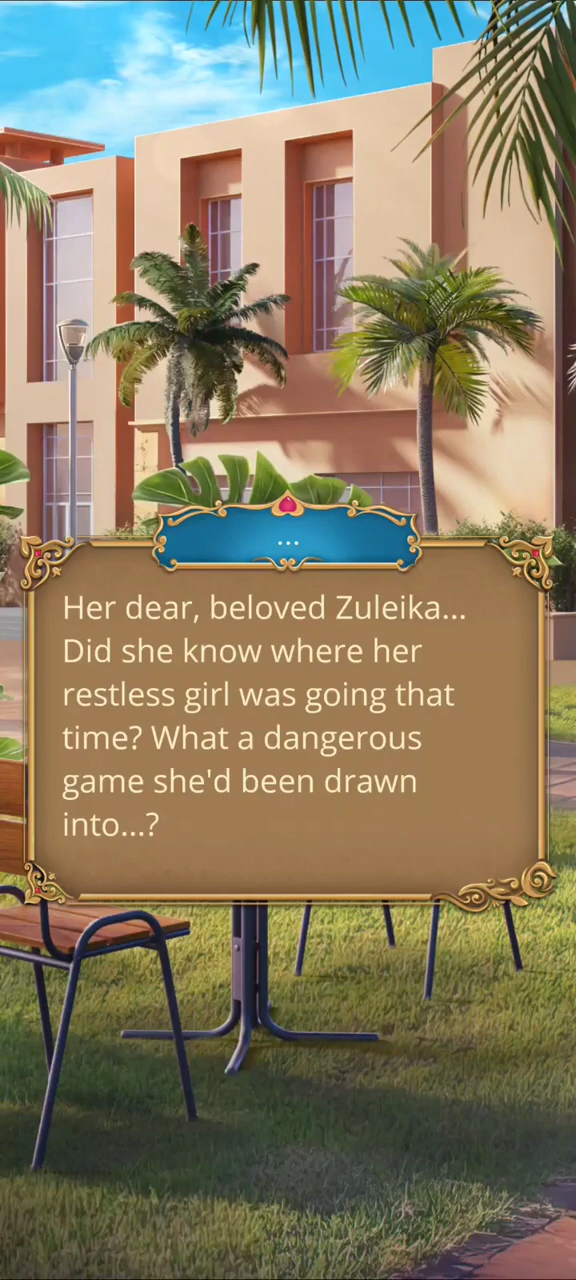 ...
Her dear, beloved Zuleika...
Did she know where her
restless girl was going that
time? What a dangerous
game she'd been drawn
into...?